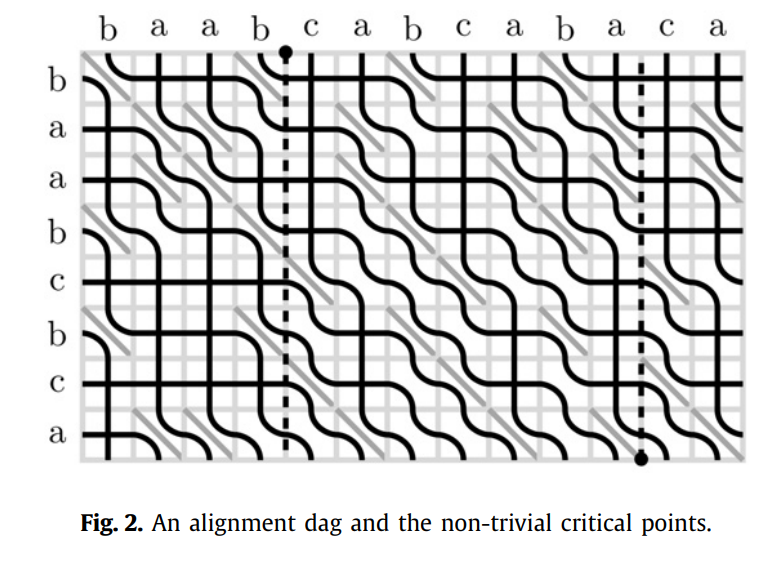 b a a b c a b c a b a c a
b
a
a
b
c
b
c
a
Fig. 2. An alignment dag and the non-trivial critical points.